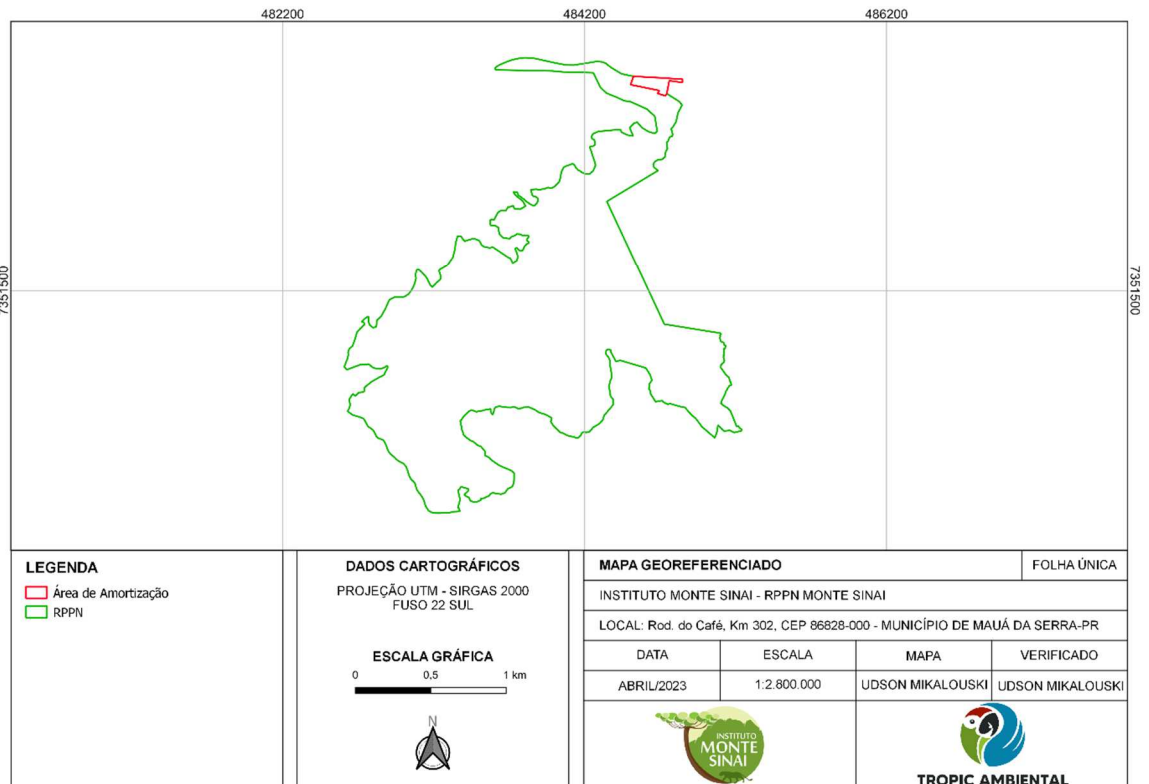 482200
484200
486200
7351500
7351500
LEGENDA
Área de Amortização
RPPN
DADOS CARTOGRÁFICOS
PROJEÇÃO UTM - SIRGAS 2000
FUSO 22 SUL
ESCALA GRÁFICA
0 0,5 1 km
N
MAPA GEOREFERENCIADO
FOLHA ÚNICA
INSTITUTO MONTE SINAI - RPPN MONTE SINAI
LOCAL: Rod. do Café, Km 302, CEP 86828-000 - MUNICÍPIO DE MAUÁ DA SERRA-PR
DATA ESCALA MAPA VERIFICADO
ABRIL/2023 1:2.800.000 UDSON MIKALOUSKI UDSON MIKALOUSKI
INSTITUTO
MONTE
SINAI
TROPIC AMBIENTAL